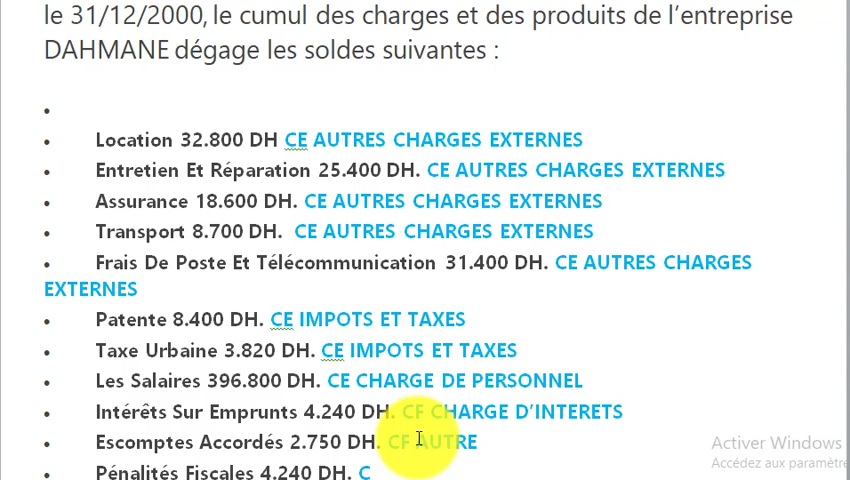 le 31/12/2000, le cumul des charges et des produits de l'entreprise
DAHMANE dégage les soldes suivantes :
•
• Location 32.800 DH CE AUTRES CHARGES EXTERNES
• Entretien Et Réparation 25.400 DH. CE AUTRES CHARGES EXTERNES
• Assurance 18.600 DH. CE AUTRES CHARGES EXTERNES
• Transport 8.700 DH. CE AUTRES CHARGES EXTERNES
• Frais De Poste Et Télécommunication 31.400 DH. CE AUTRES CHARGES
EXTERNES
• Patente 8.400 DH. CE IMPOTS ET TAXES
• Taxe Urbaine 3.820 DH. CE IMPOTS ET TAXES
• Les Salaires 396.800 DH. CE CHARGE DE PERSONNEL
• Intérêts Sur Emprunts 4.240 DH. CF CHARGE D'INTERETS
• Escomptes Accordés 2.750 DH. CF AUTRE
• Pénalités Fiscales 4.240 DH. C
Activer Windows
Accédez aux paramètre